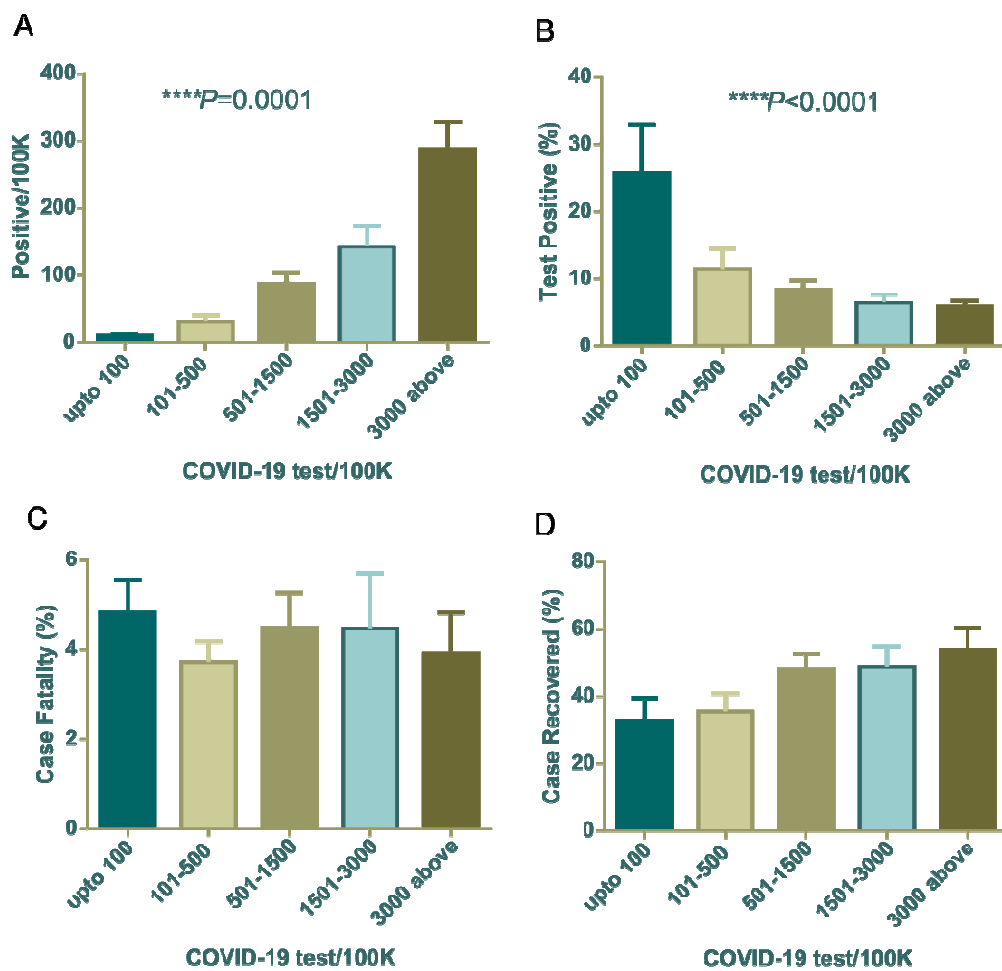 A
Positive/100K
400
300
200
100
0
****P=0.0001
upto 100
101-500
501-1500
1501-3000
3000 above
COVID-19 test/100K
B
Test Positive (%)
40
30
20
10
0
****P<0.0001
upto 100
101-500
501-1500
1501-3000
3000 above
COVID-19 test/100K
C
Case Fatality (%)
6
4
2
0
upto 100
101-500
501-1500
1501-3000
3000 above
COVID-19 test/100K
D
Case Recovered (%)
80
60
40
20
0
upto 100
101-500
501-1500
1501-3000
3000 above
COVID-19 test/100K